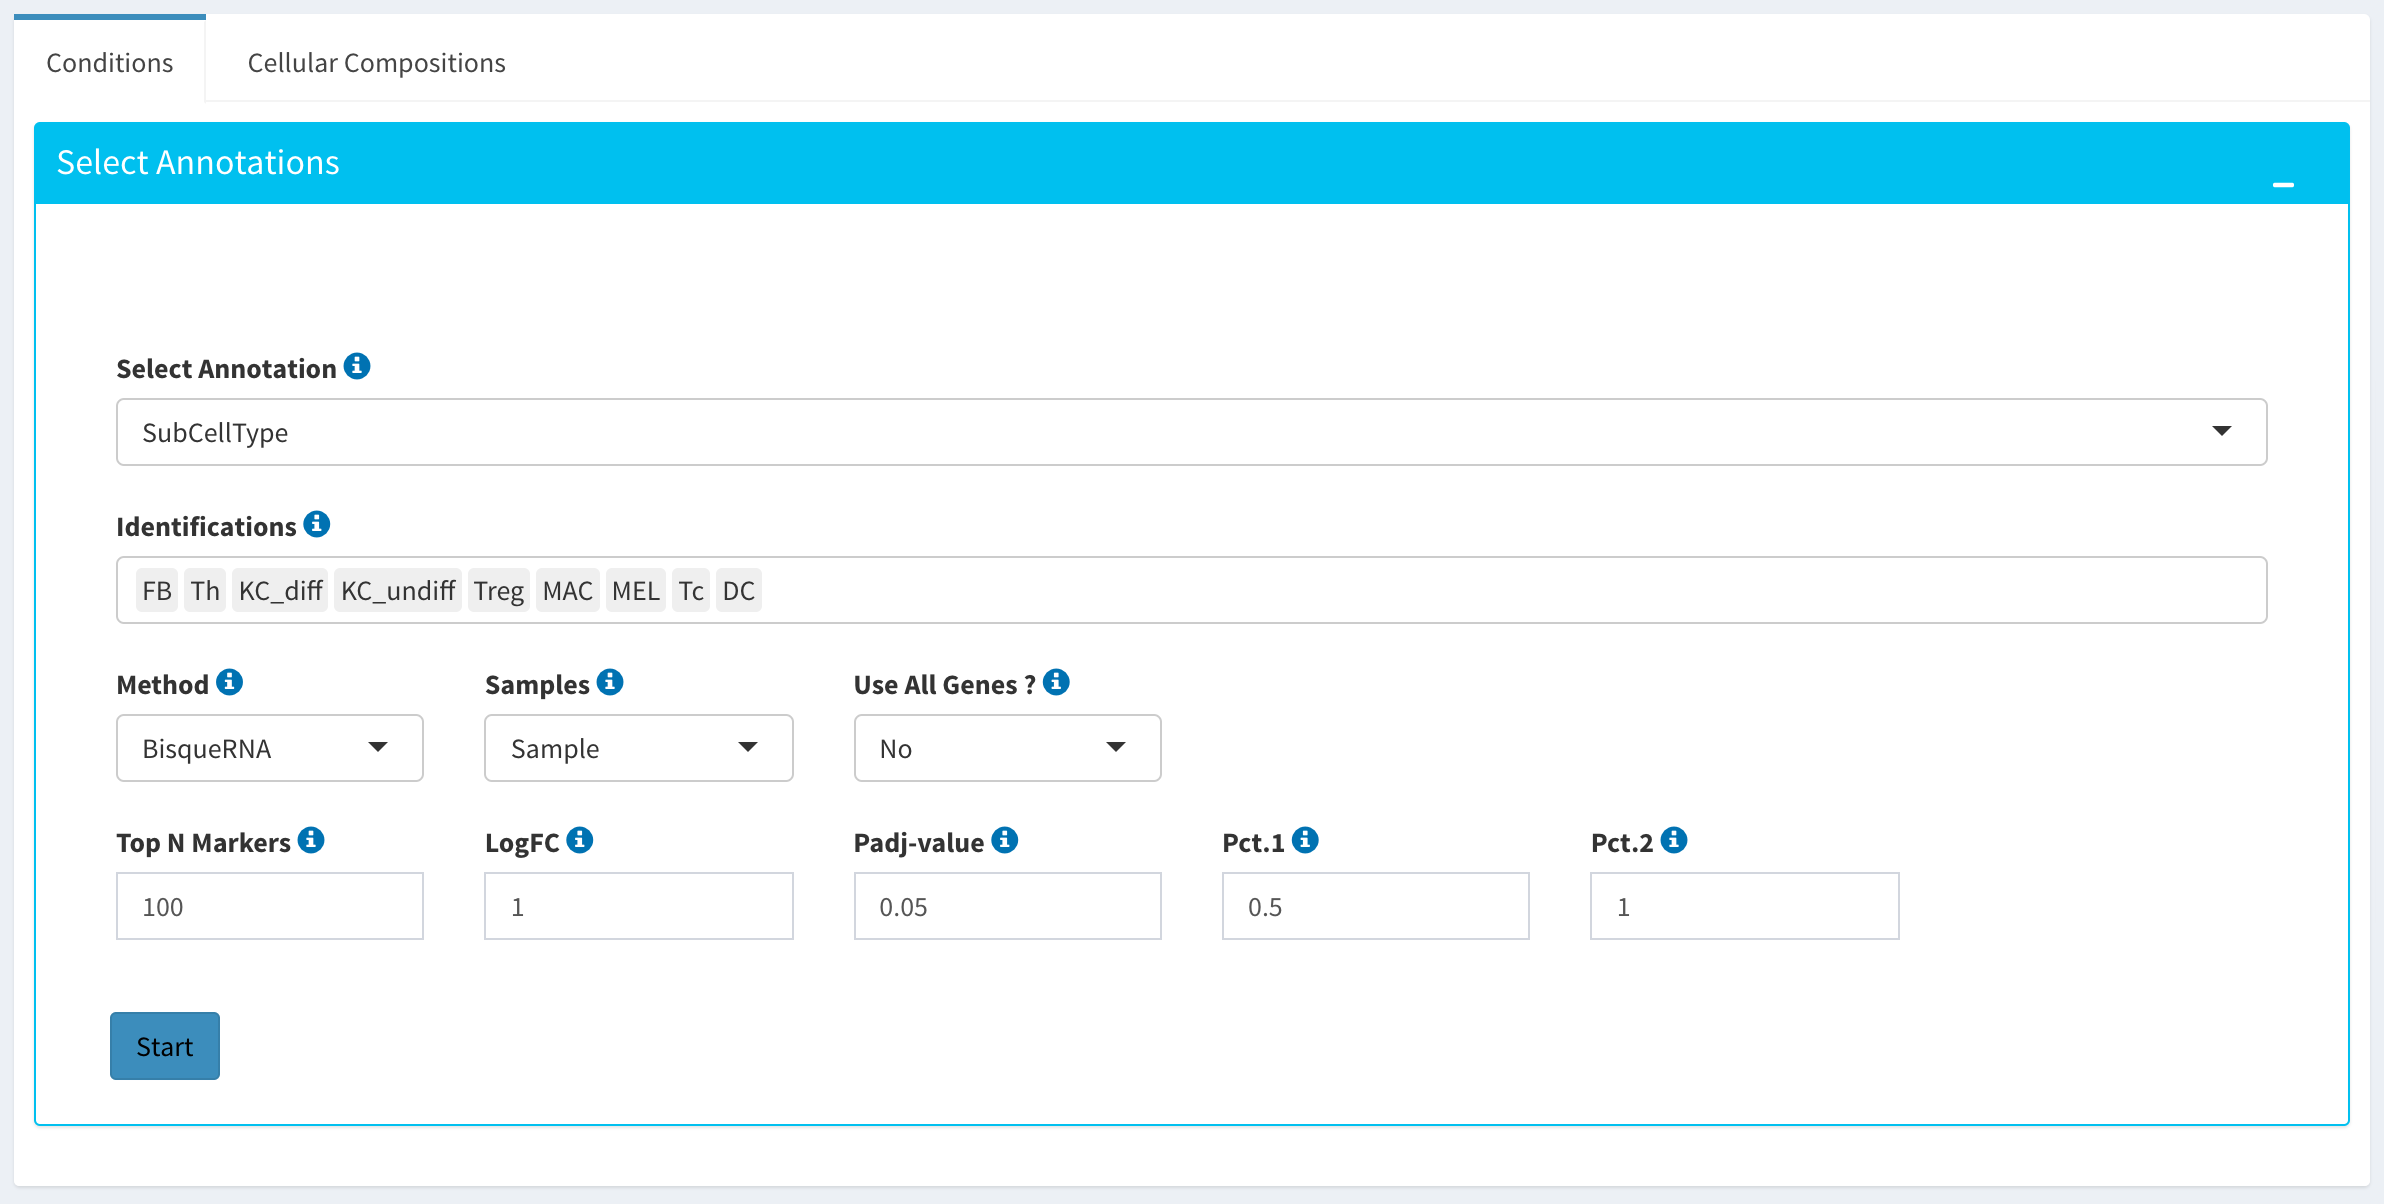 Conditions Cellular Compositions
Select Annotations
Select Annotation
SubCellType
Identifications
FB Th KC_diff KC_undiff Treg MAC MEL Tc DC
Method Samples Use All Genes ?
BisqueRNA Sample No
Top N Markers LogFC Padj-value Pct.1 Pct.2
100 1 0.05 0.5 1
Start